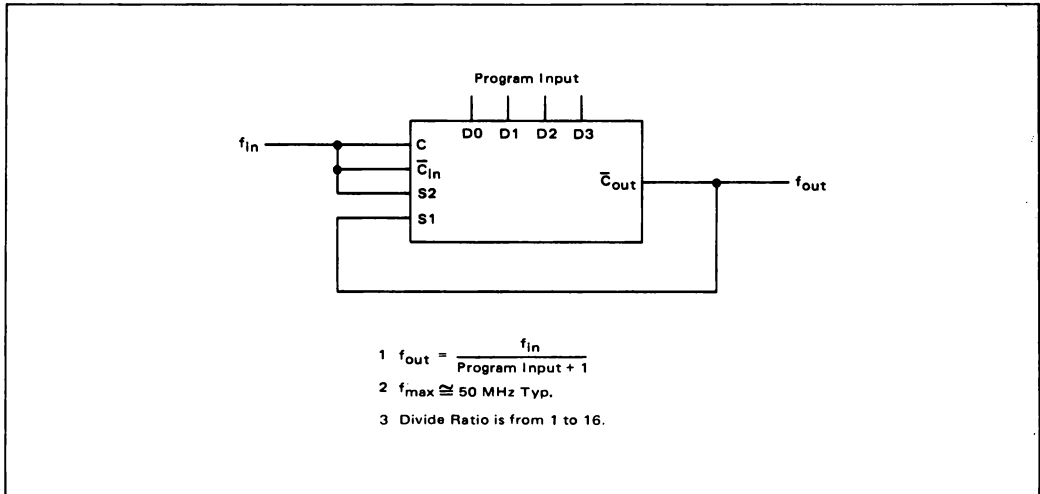 Program Input
D0 D1 D2 D3
fin
C
C̅in
S2
S1
C̅out
fout
1 fout = fin / Program Input + 1
2 fmax ≅ 50 MHz Typ.
3 Divide Ratio is from 1 to 16.